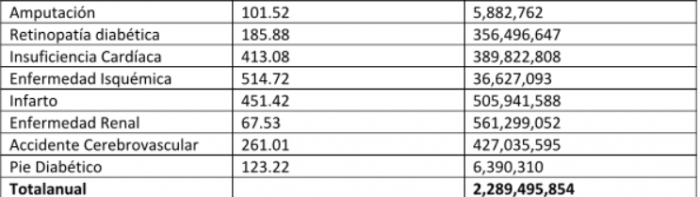 Amputación 101.52 5,882,762
Retinopatía diabética 185.88 356,496,647
Insuficiencia Cardíaca 413.08 389,822,808
Enfermedad Isquémica 514.72 36,627,093
Infarto 451.42 505,941,588
Enfermedad Renal 67.53 561,299,052
Accidente Cerebrovascular 261.01 427,035,595
Pie Diabético 123.22 6,390,310
Totalanual 2,289,495,854